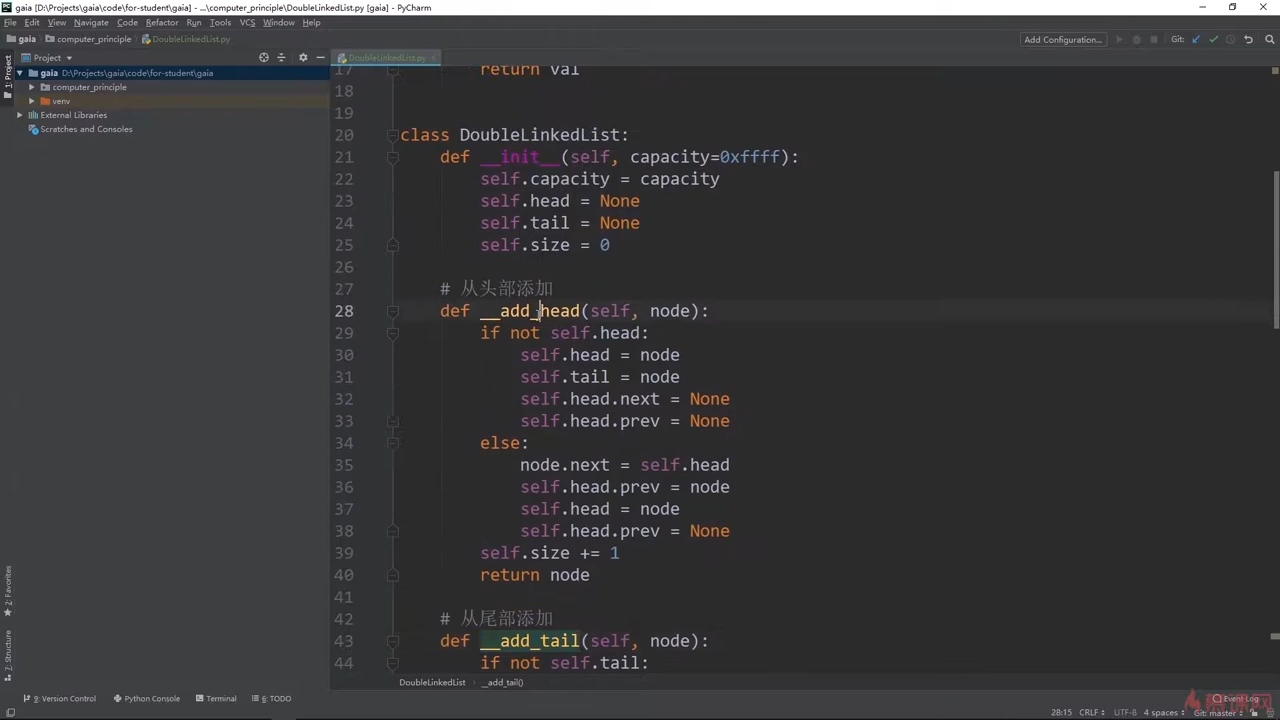 gaia [D:\Projects\gaia\code\for-student\gaia] - ...\computer_principle\DoubleLinkedList.py [gaia] - PyCharm
File Edit View Navigate Code Refactor Run Tools VCS Window Help
gaia computer_principle DoubleLinkedList.py Add Configuration... Git:
Project DoubleLinkedList.py
1: Project
gaia D:\Projects\gaia\code\for-student\gaia
computer_principle
venv
External Libraries
Scratches and Consoles
17 return val
18
19
20 class DoubleLinkedList:
21 def __init__(self, capacity=0xffff):
22 self.capacity = capacity
23 self.head = None
24 self.tail = None
25 self.size = 0
26
27 # 从头部添加
28 def __add_head(self, node):
29 if not self.head:
30 self.head = node
31 self.tail = node
32 self.head.next = None
33 self.head.prev = None
34 else:
35 node.next = self.head
36 self.head.prev = node
37 self.head = node
38 self.head.prev = None
39 self.size += 1
40 return node
41
42 # 从尾部添加
43 def __add_tail(self, node):
44 if not self.tail:
2: Favorites
7: Structure
DoubleLinkedList __add_tail()
9: Version Control Python Console Terminal 6: TODO Event Log
28:15 CRLF UTF-8 4 spaces Git: master
慕课网